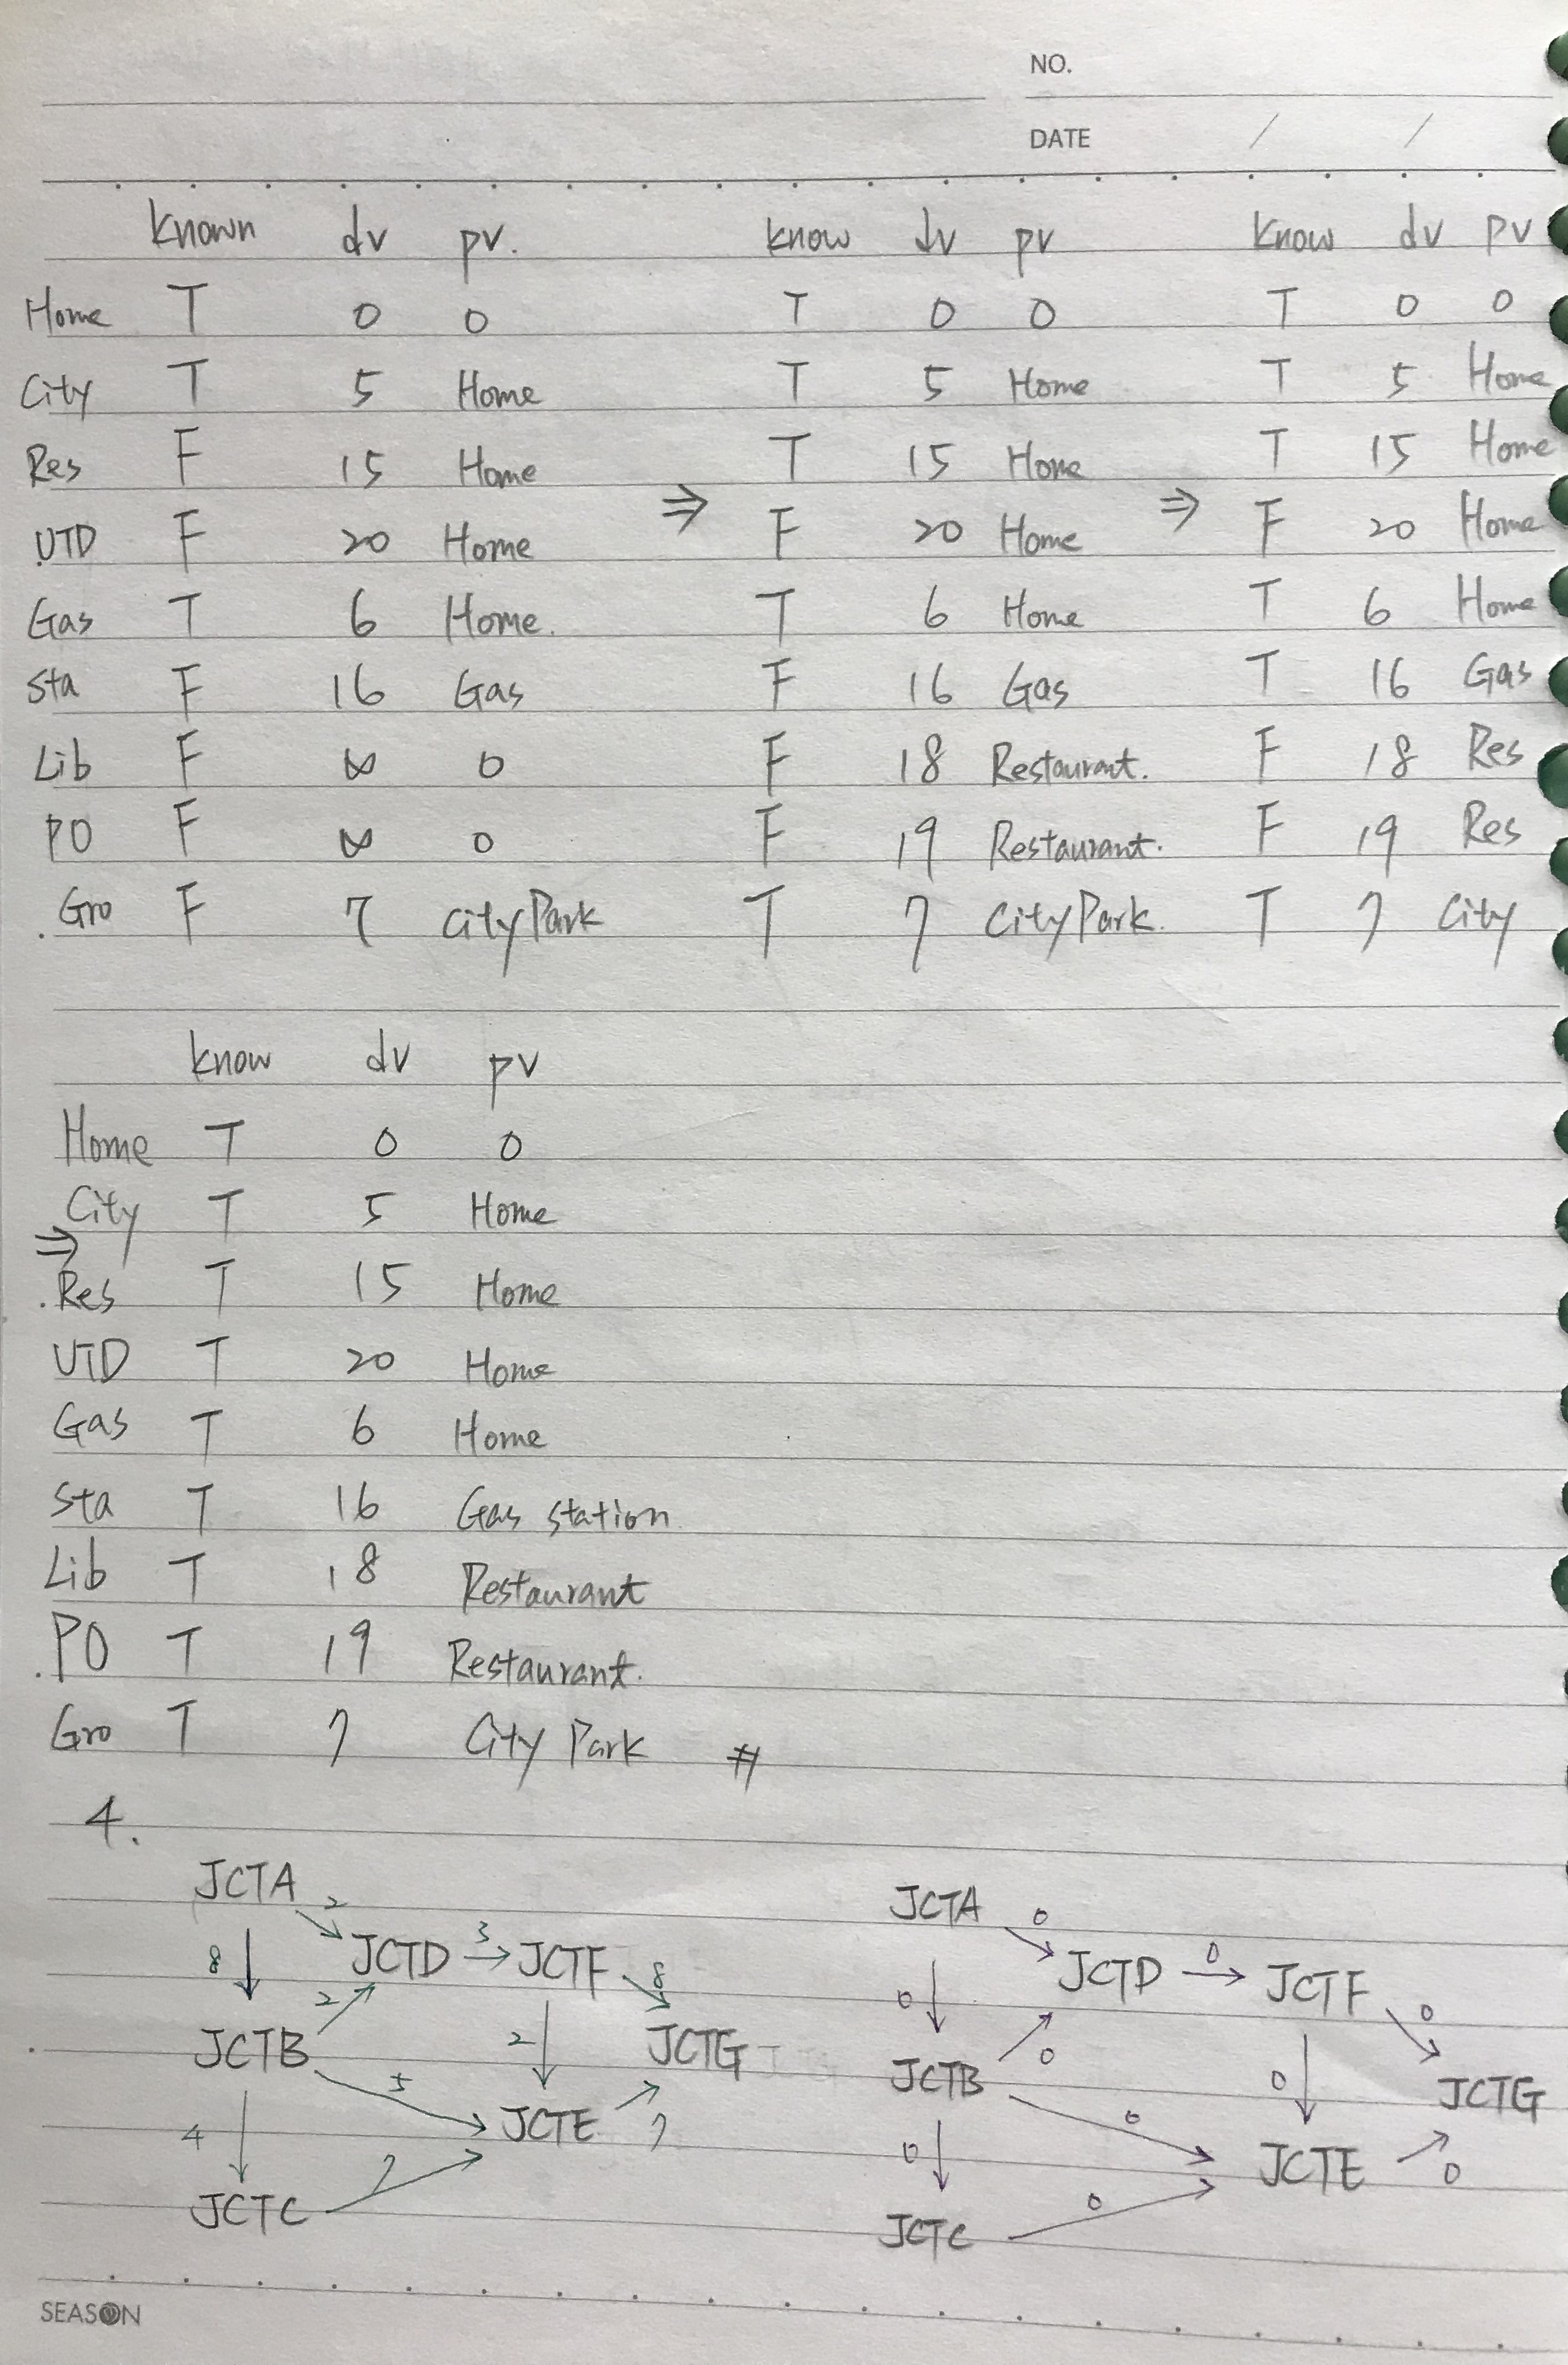 NO.
DATE / /
known dv pv. know dv pv know dv pv
Home T 0 0 T 0 0 T 0 0
City T 5 Home T 5 Home T 5 Home
Res F 15 Home T 15 Home T 15 Home
UTD F 20 Home ⇒ F 20 Home ⇒ F 20 Home
Gas T 6 Home. T 6 Home T 6 Home
Sta F 16 Gas F 16 Gas T 16 Gas
Lib F ∞ 0 F 18 Restaurant. F 18 Res
PO F ∞ 0 F 19 Restaurant. F 19 Res
Gro F 7 City Park T 7 City Park. T 7 City
know dv pv
Home T 0 0
City T 5 Home
⇒
Res T 15 Home
UTD T 20 Home
Gas T 6 Home
Sta T 16 Gas station
Lib T 18 Restaurant
PO T 19 Restaurant.
Gro T 7 City Park #
4.
JCTA 2 JCTA 0
8 JCTD 3 JCTF 8 0 JCTD 0 JCTF 0
2 0
JCTB 2 JCTG JCTB 0 JCTG
5 JCTE 7 0 JCTE 0
4 0
7 0
JCTC JCTC
SEASON